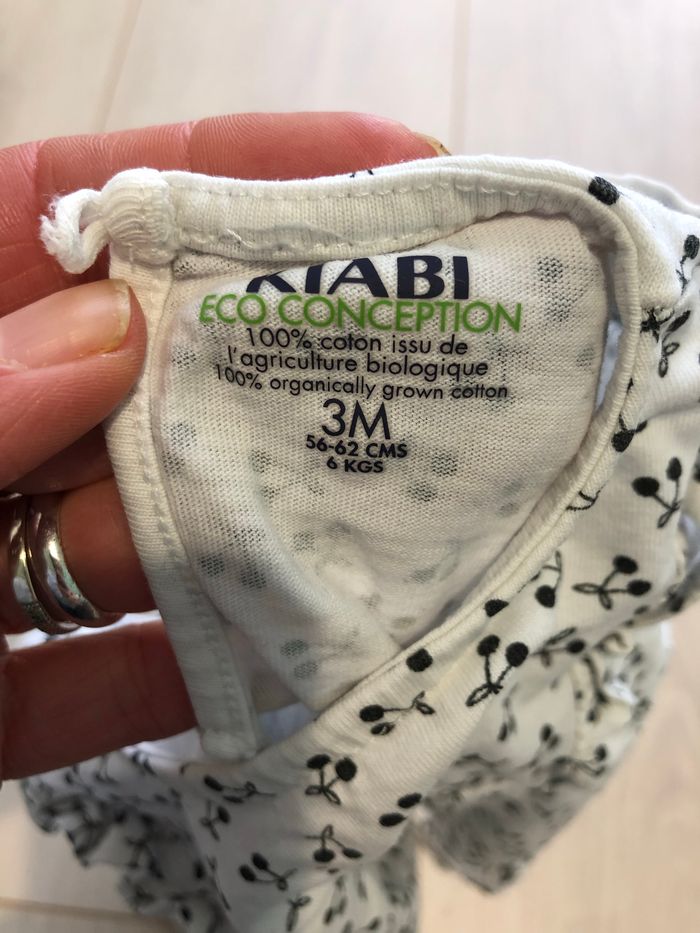 KIABI
ECO CONCEPTION
100% coton issu de
l'agriculture biologique
100% organically grown cotton
3M
56-62 CMS
6 KGS